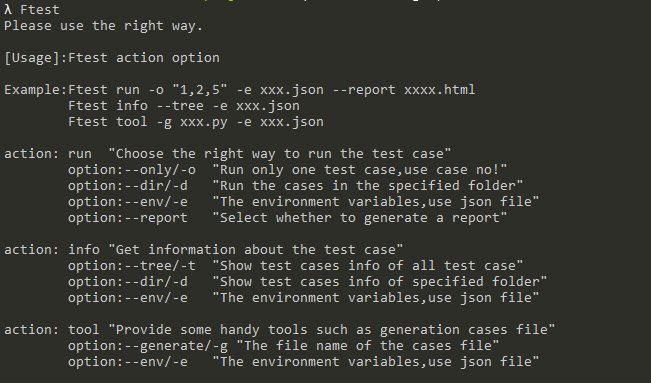 λ Ftest
Please use the right way.
[Usage]:Ftest action option
Example:Ftest run -o "1,2,5" -e xxx.json --report xxxx.html
Ftest info --tree -e xxx.json
Ftest tool -g xxx.py -e xxx.json
action: run  "Choose the right way to run the test case"
option:--only/-o  "Run only one test case,use case no!"
option:--dir/-d   "Run the cases in the specified folder"
option:--env/-e   "The environment variables,use json file"
option:--report   "Select whether to generate a report"
action: info "Get information about the test case"
option:--tree/-t  "Show test cases info of all test case"
option:--dir/-d   "Show test cases info of specified folder"
option:--env/-e   "The environment variables,use json file"
action: tool "Provide some handy tools such as generation cases file"
option:--generate/-g "The file name of the cases file"
option:--env/-e   "The environment variables,use json file"